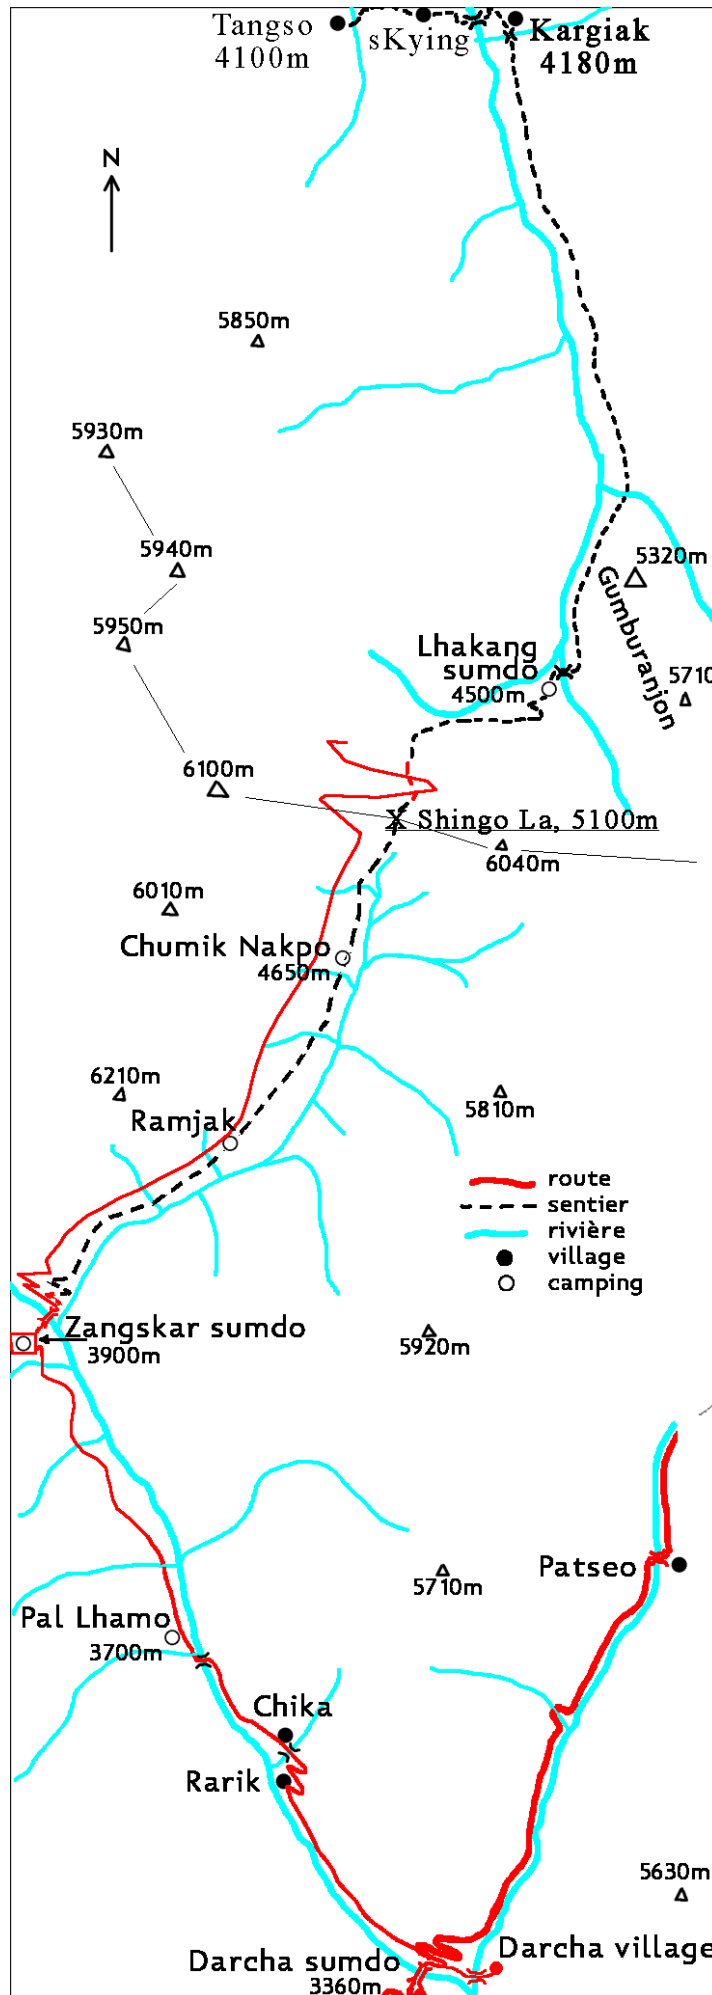 Tangso
4100m
sKying
Kargiak
4180m
N
5850m
5930m
5940m
5320m
Gumburanjon
5950m
Lhakang
sumdo
4500m
5710
6100m
Shingo La, 5100m
6040m
6010m
Chumik Nakpo
4650m
6210m
5810m
Ramjak
route
sentier
rivière
village
camping
Zangskar sumdo
3900m
5920m
Patseo
5710m
Pal Lhamo
3700m
Chika
Rarik
5630m
Darcha village
Darcha sumdo
3360m